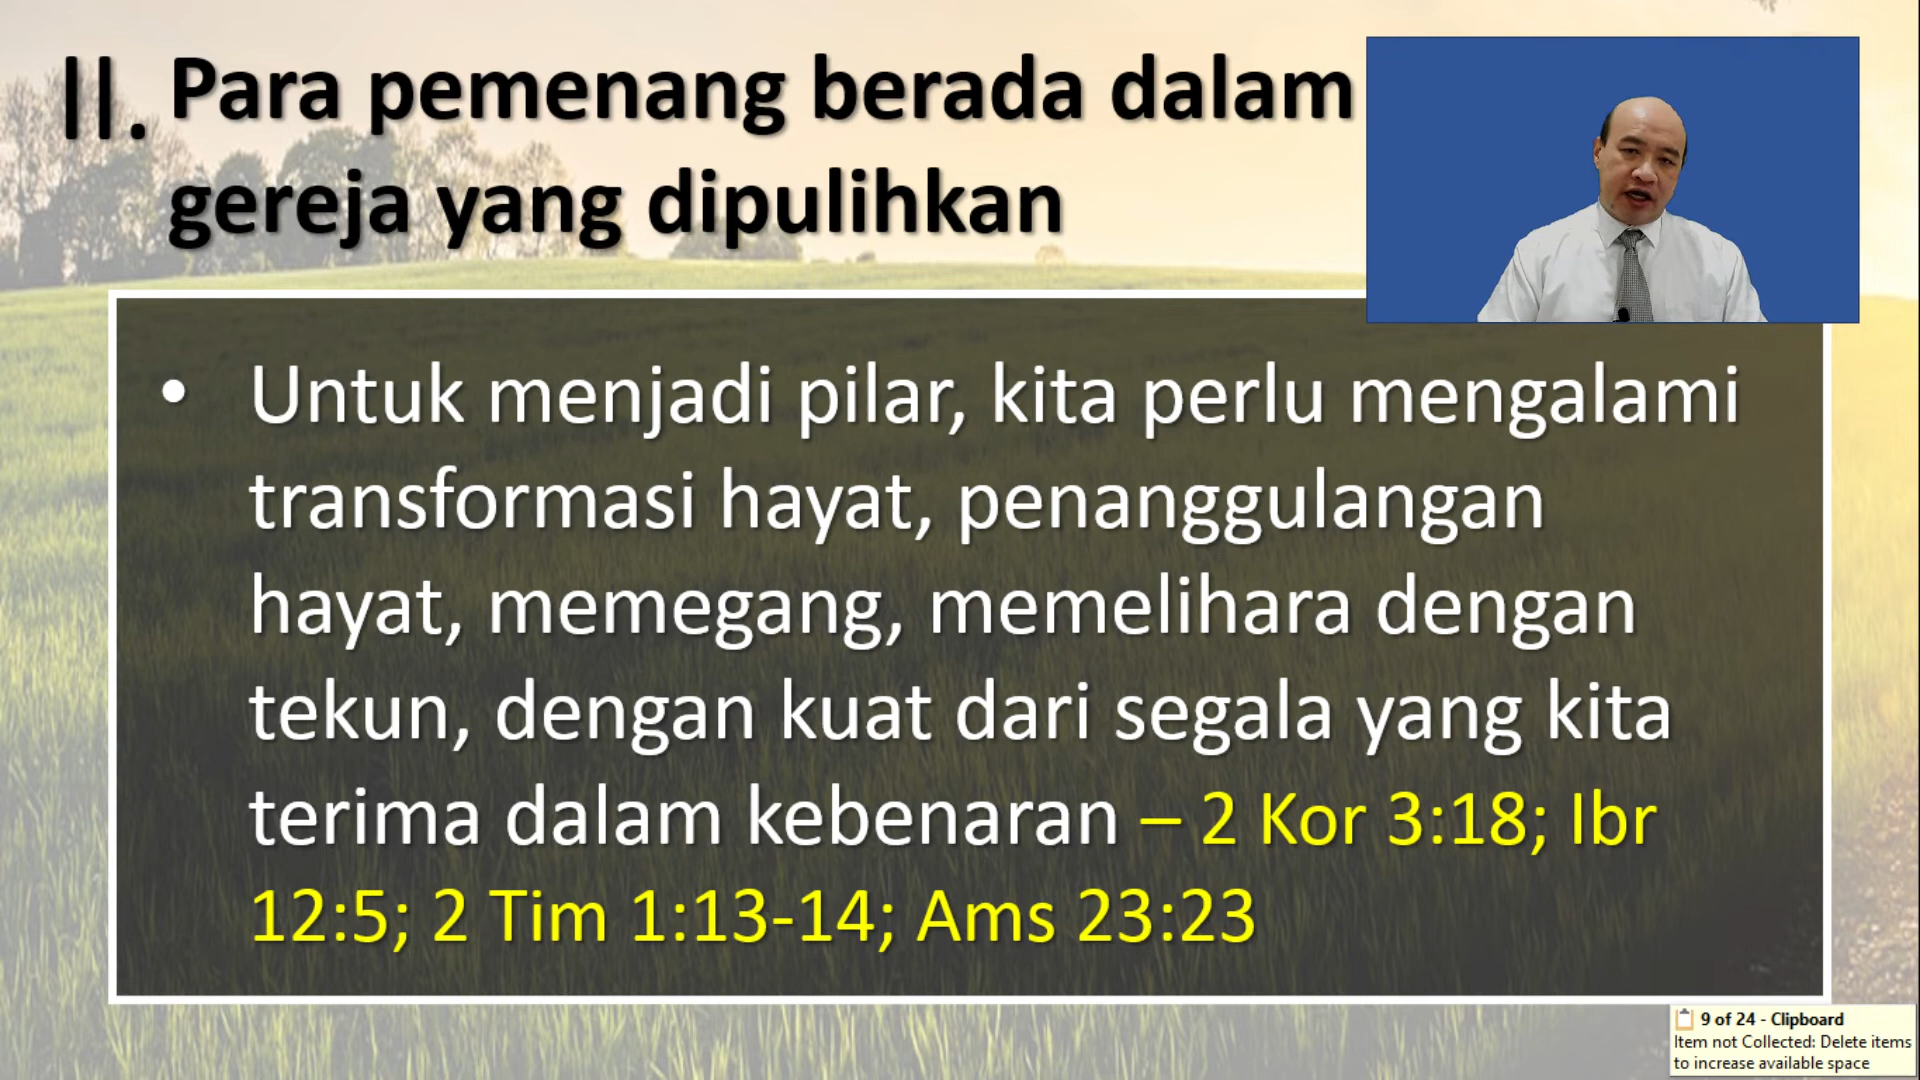 II. Para pemenang berada dalam
gereja yang dipulihkan
• Untuk menjadi pilar, kita perlu mengalami
transformasi hayat, penanggulangan
hayat, memegang, memelihara dengan
tekun, dengan kuat dari segala yang kita
terima dalam kebenaran – 2 Kor 3:18; Ibr
12:5; 2 Tim 1:13-14; Ams 23:23
9 of 24 - Clipboard
Item not Collected: Delete items
to increase available space